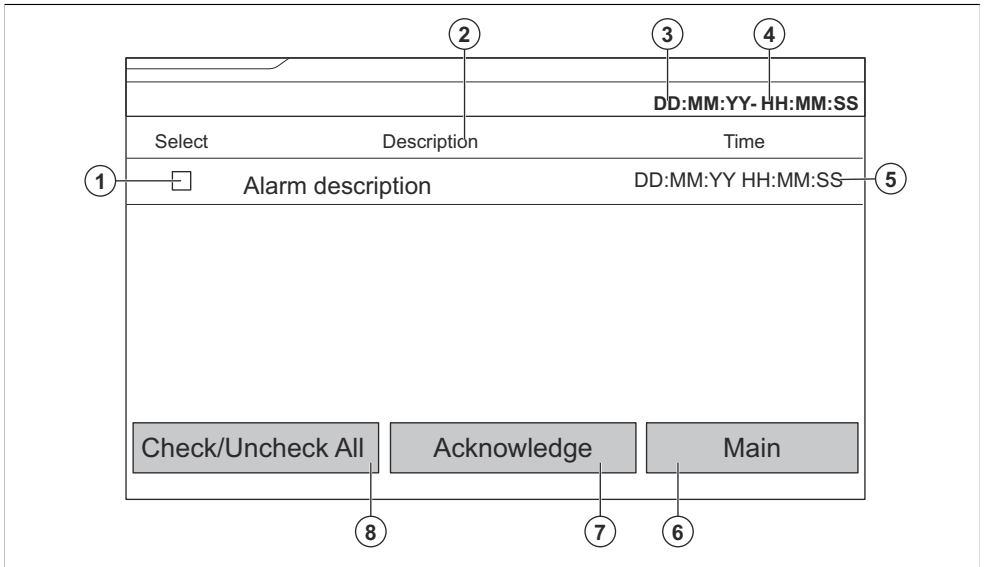 2 3 4
DD:MM:YY- HH:MM:SS
Select Description Time
1 Alarm description DD:MM:YY HH:MM:SS 5
Check/Uncheck All Acknowledge Main
8 7 6